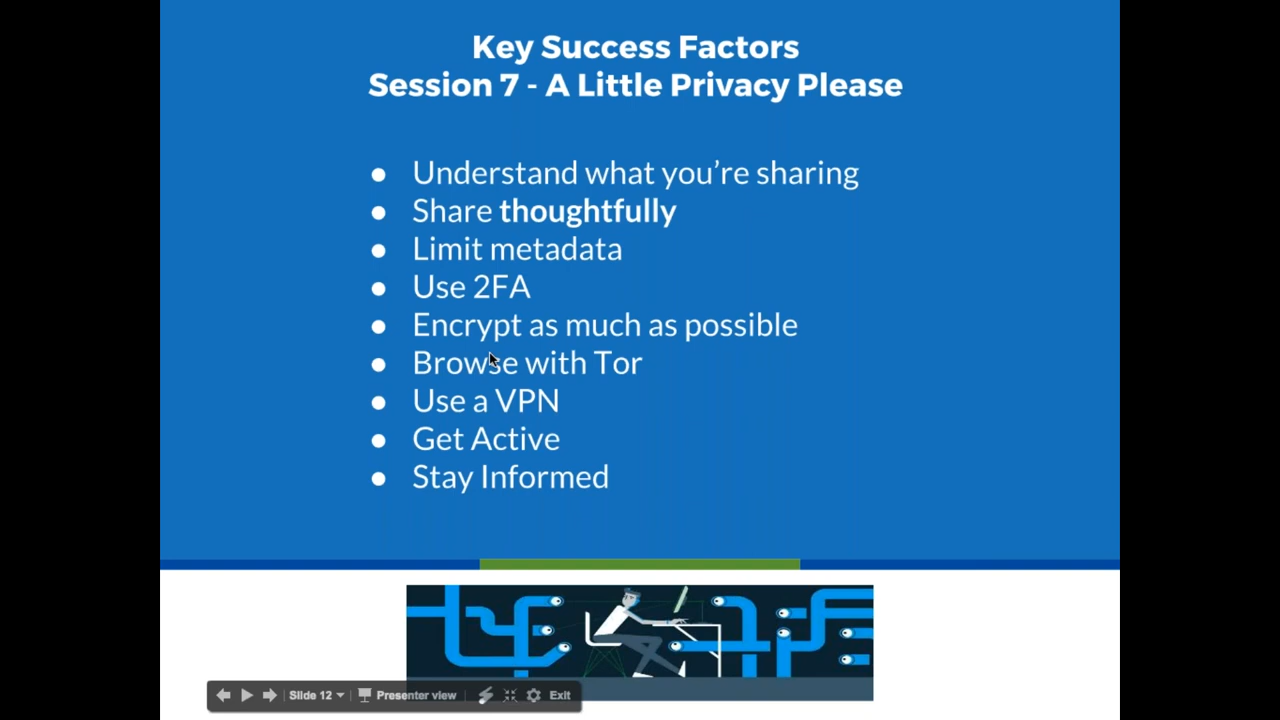 Key Success Factors
Session 7 - A Little Privacy Please
● Understand what you’re sharing
● Share thoughtfully
● Limit metadata
● Use 2FA
● Encrypt as much as possible
● Browse with Tor
● Use a VPN
● Get Active
● Stay Informed
Slide 12 Presenter view Exit